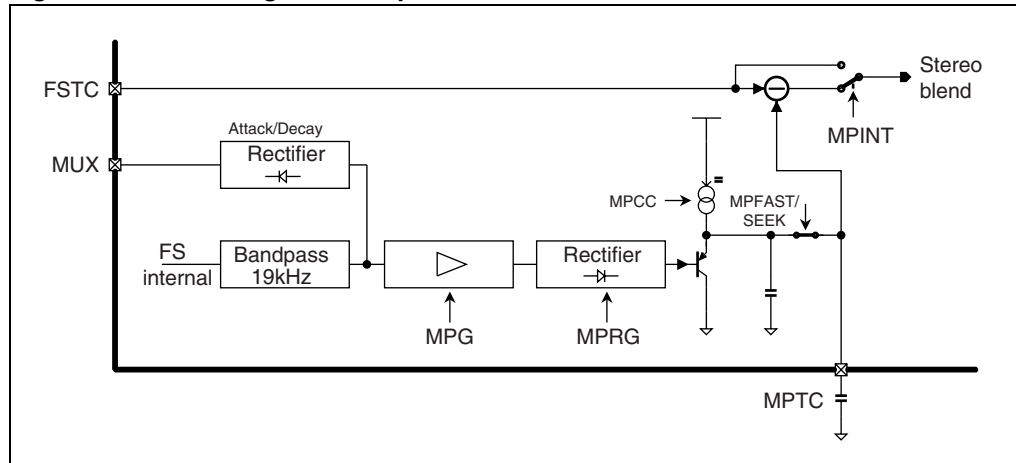 FSTC
Stereo
blend
MPINT
Attack/Decay
MUX
Rectifier
MPCC
MPFAST/
SEEK
FS
internal
Bandpass
19kHz
Rectifier
MPG
MPRG
MPTC